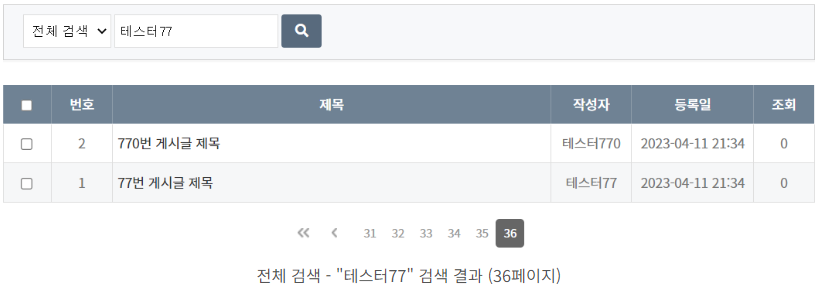 전체 검색 테스터77
번호 제목 작성자 등록일 조회
2 770번 게시글 제목 테스터770 2023-04-11 21:34 0
1 77번 게시글 제목 테스터77 2023-04-11 21:34 0
31 32 33 34 35 36
전체 검색 - "테스터77" 검색 결과 (36페이지)